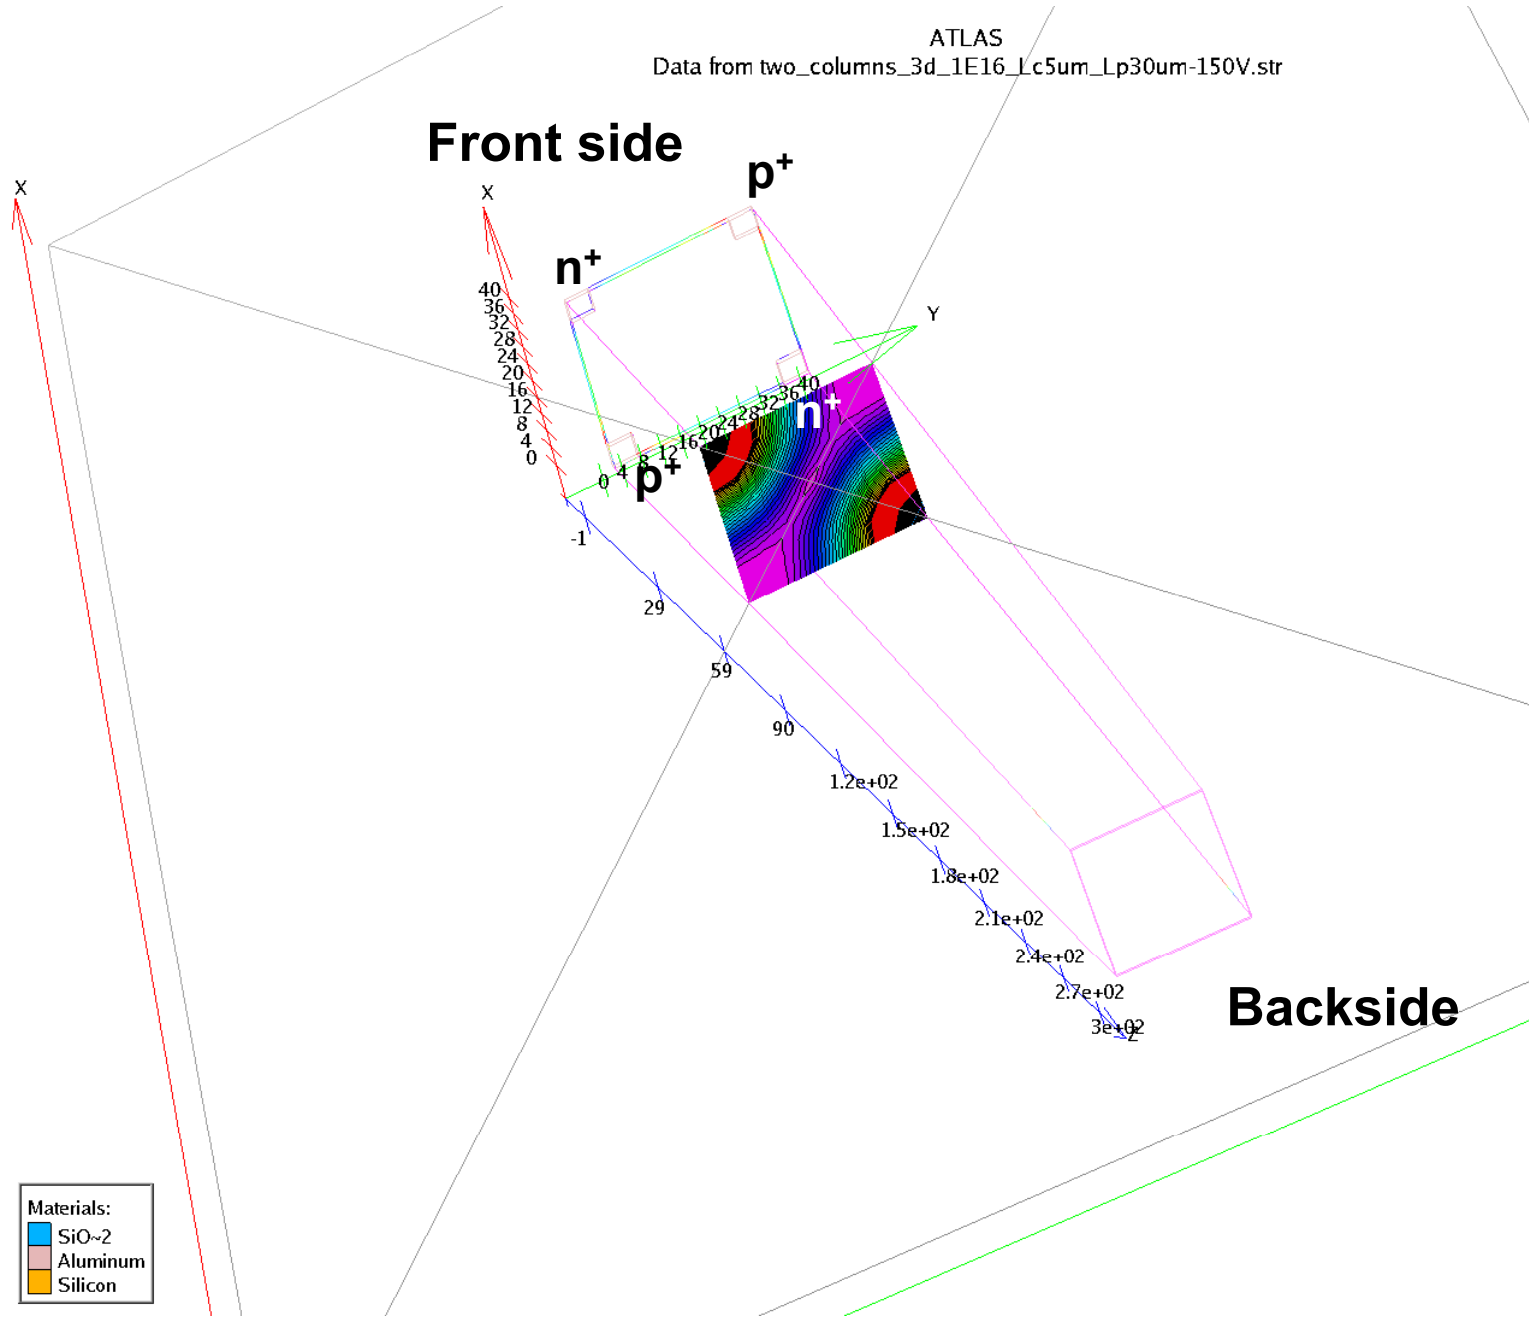 ATLAS
Data from two_columns_3d_1E16_Lc5um_Lp30um-150V.str
Front side
p+
X
X
n+
40
36
32
28
24
20
16
12
8
4
0
Y
0
4
8
12
16
20
24
28
32
36
40
n+
p+
-1
29
59
90
1.2e+02
1.5e+02
1.8e+02
2.1e+02
2.4e+02
2.7e+02
3e+02
Z
Backside
Materials:
SiO~2
Aluminum
Silicon